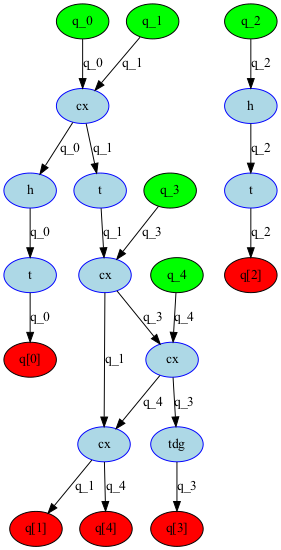 q_0 q_1 q_2
q_0 q_1 q_2
cx h
q_0 q_1 q_2
h t q_3 t
q_0 q_1 q_3 q_2
t cx q_4 q[2]
q_0 q_3 q_4
q[0] q_1 cx
q_4 q_3
cx tdg
q_1 q_4 q_3
q[1] q[4] q[3]